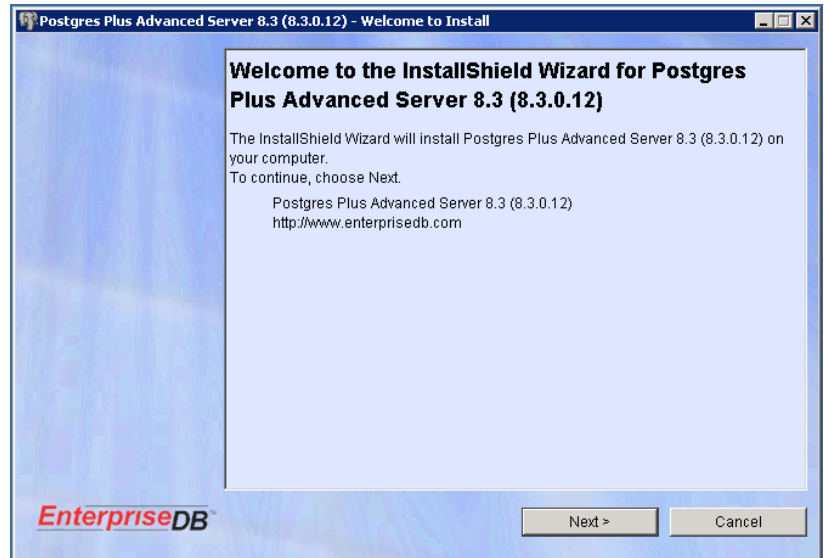 Postgres Plus Advanced Server 8.3 (8.3.0.12) - Welcome to Install
Welcome to the InstallShield Wizard for Postgres
Plus Advanced Server 8.3 (8.3.0.12)
The InstallShield Wizard will install Postgres Plus Advanced Server 8.3 (8.3.0.12) on
your computer.
To continue, choose Next.
Postgres Plus Advanced Server 8.3 (8.3.0.12)
http://www.enterprisedb.com
EnterpriseDB™
Next >
Cancel